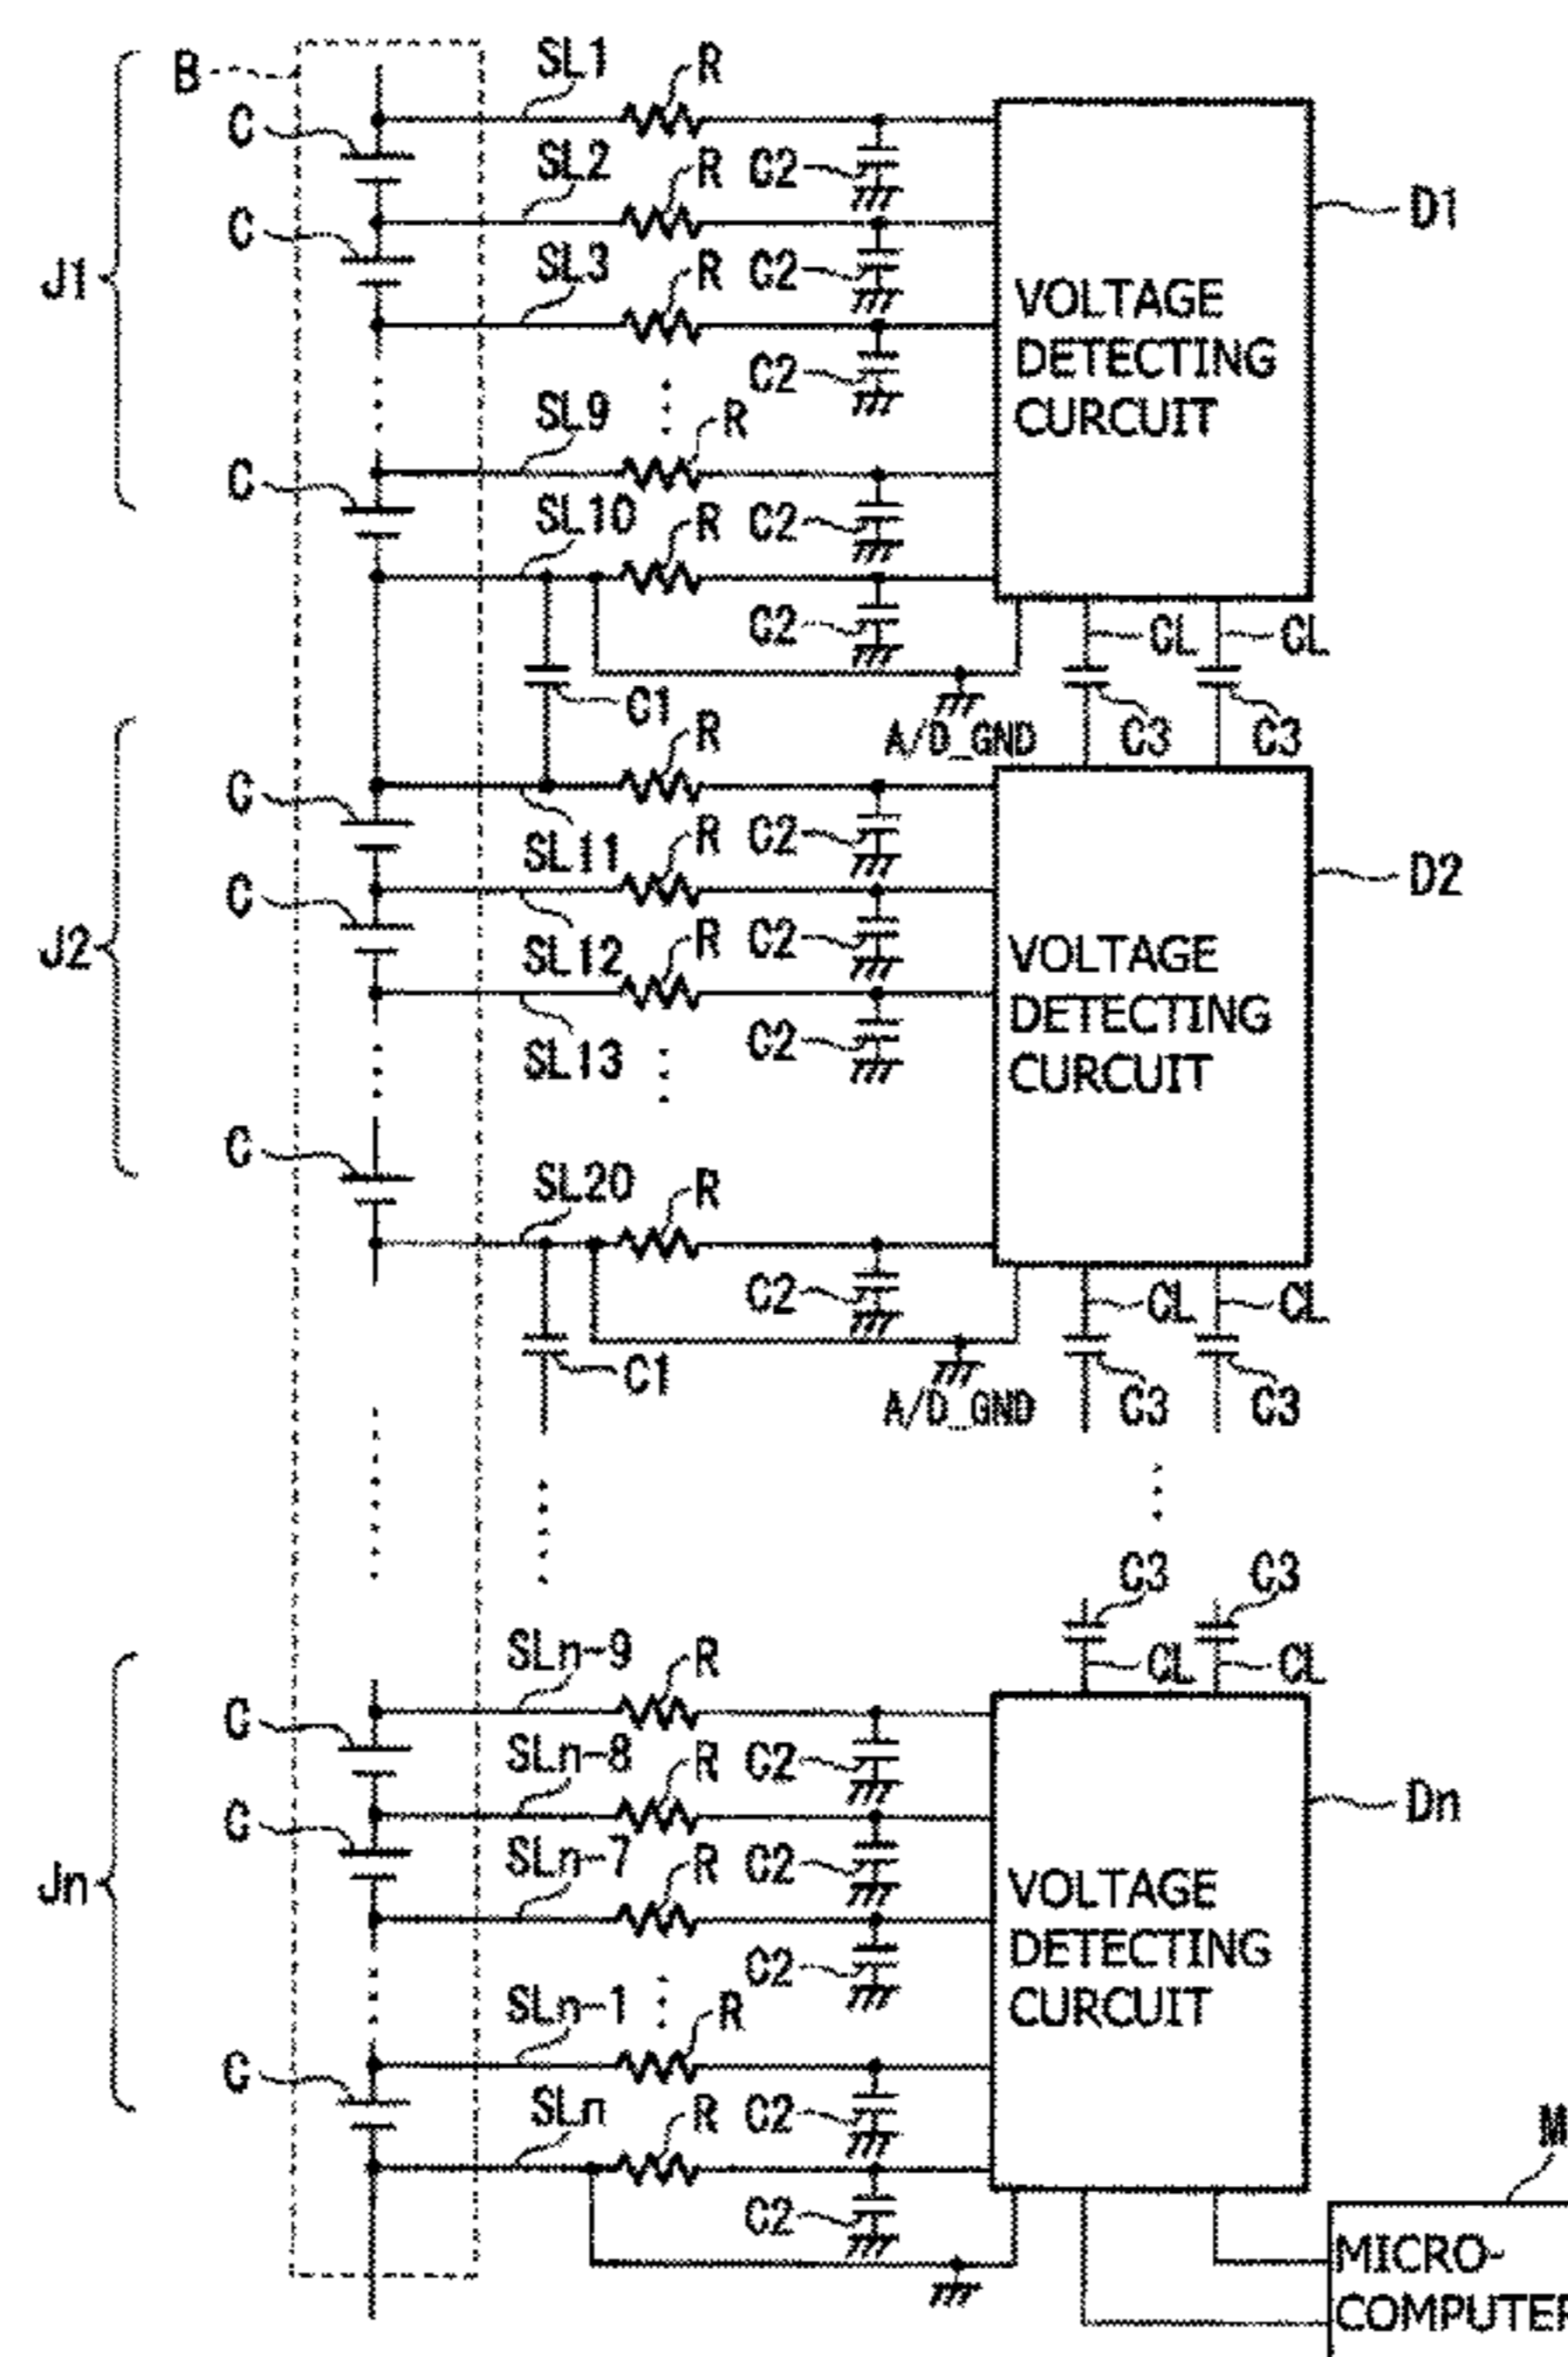 B
SL1
R
C
SL2
R
C2
D1
C
SL3
R
C2
J1
VOLTAGE
DETECTING
CURCUIT
C2
SL9
R
C
SL10
R
C2
C2
CL
CL
C1
A/D_GND
C3
C3
J2
R
C
SL11
R
C2
D2
C
SL12
R
C2
VOLTAGE
DETECTING
CURCUIT
SL13
C2
C
SL20
R
C2
CL
CL
C1
A/D_GND
C3
C3
C3
C3
SLn-9
R
CL
CL
C
SLn-8
R
C2
Dn
C
SLn-7
R
C2
Jn
VOLTAGE
DETECTING
CURCUIT
C2
SLn-1
R
C
SLn
R
C2
M
C2
MICRO-
COMPUTER